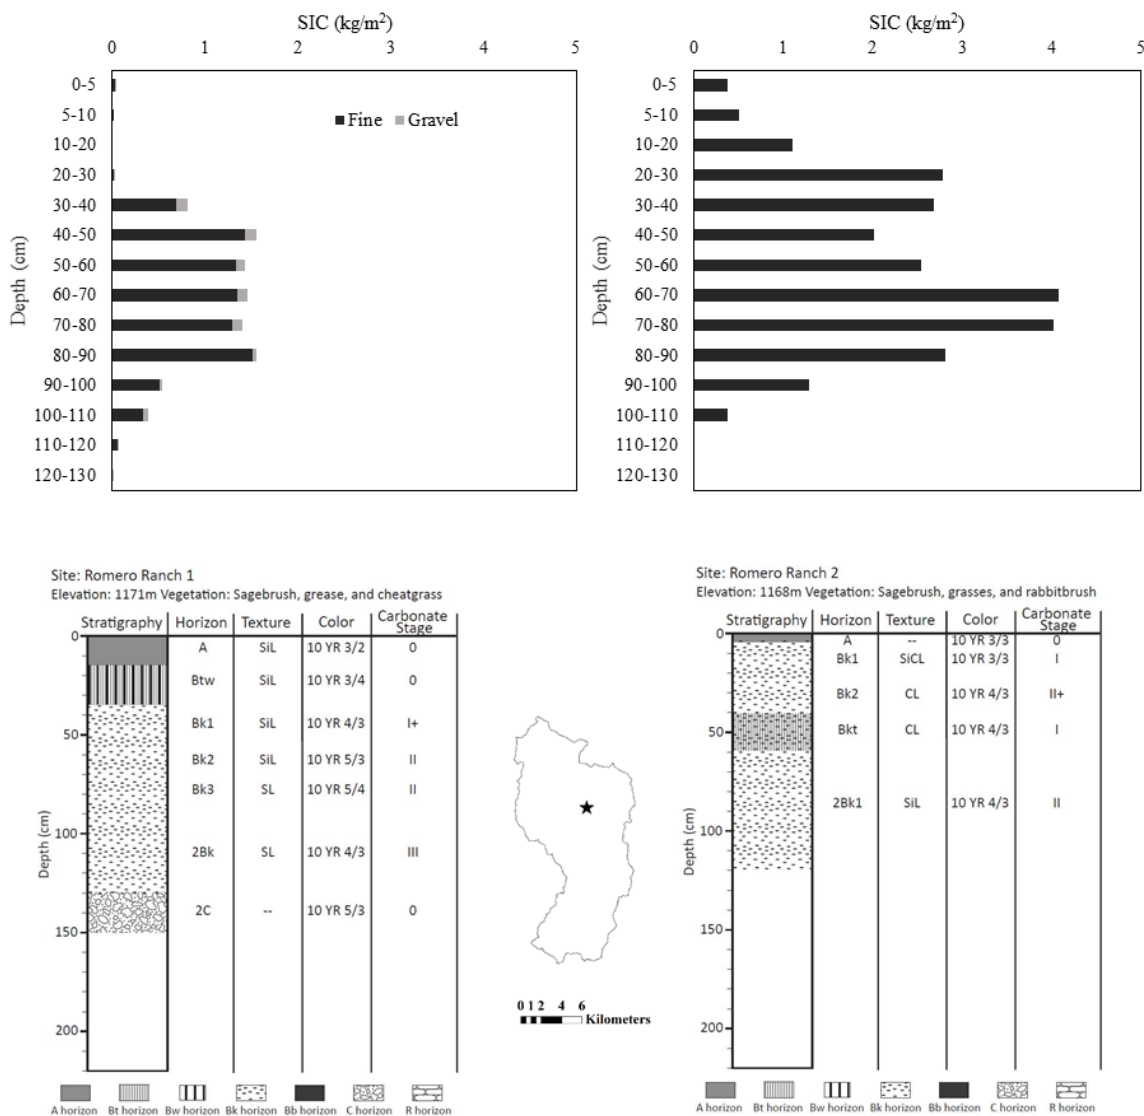 SIC (kg/m²)
0 1 2 3 4 5
Depth (cm)
0-5
5-10
10-20
20-30
30-40
40-50
50-60
60-70
70-80
80-90
90-100
100-110
110-120
120-130
Fine Gravel
SIC (kg/m²)
0 1 2 3 4 5
Depth (cm)
0-5
5-10
10-20
20-30
30-40
40-50
50-60
60-70
70-80
80-90
90-100
100-110
110-120
120-130
Site: Romero Ranch 1
Elevation: 1171m Vegetation: Sagebrush, grease, and cheatgrass
Stratigraphy Horizon Texture Color Carbonate Stage
A SiL 10 YR 3/2 0
Btw SiL 10 YR 3/4 0
Bk1 SiL 10 YR 4/3 I+
Bk2 SiL 10 YR 5/3 II
Bk3 SL 10 YR 5/4 II
2Bk SL 10 YR 4/3 III
2C -- 10 YR 5/3 0
Depth (cm)
0
50
100
150
200
A horizon Bt horizon Bw horizon Bk horizon Bb horizon C horizon R horizon
0 1 2 4 6
Kilometers
Site: Romero Ranch 2
Elevation: 1168m Vegetation: Sagebrush, grasses, and rabbitbrush
Stratigraphy Horizon Texture Color Carbonate Stage
A -- 10 YR 3/3 0
Bk1 SiCL 10 YR 3/3 I
Bk2 CL 10 YR 4/3 II+
Bkt CL 10 YR 4/3 I
2Bk1 SiL 10 YR 4/3 II
Depth (cm)
0
50
100
150
200
A horizon Bt horizon Bw horizon Bk horizon Bb horizon C horizon R horizon